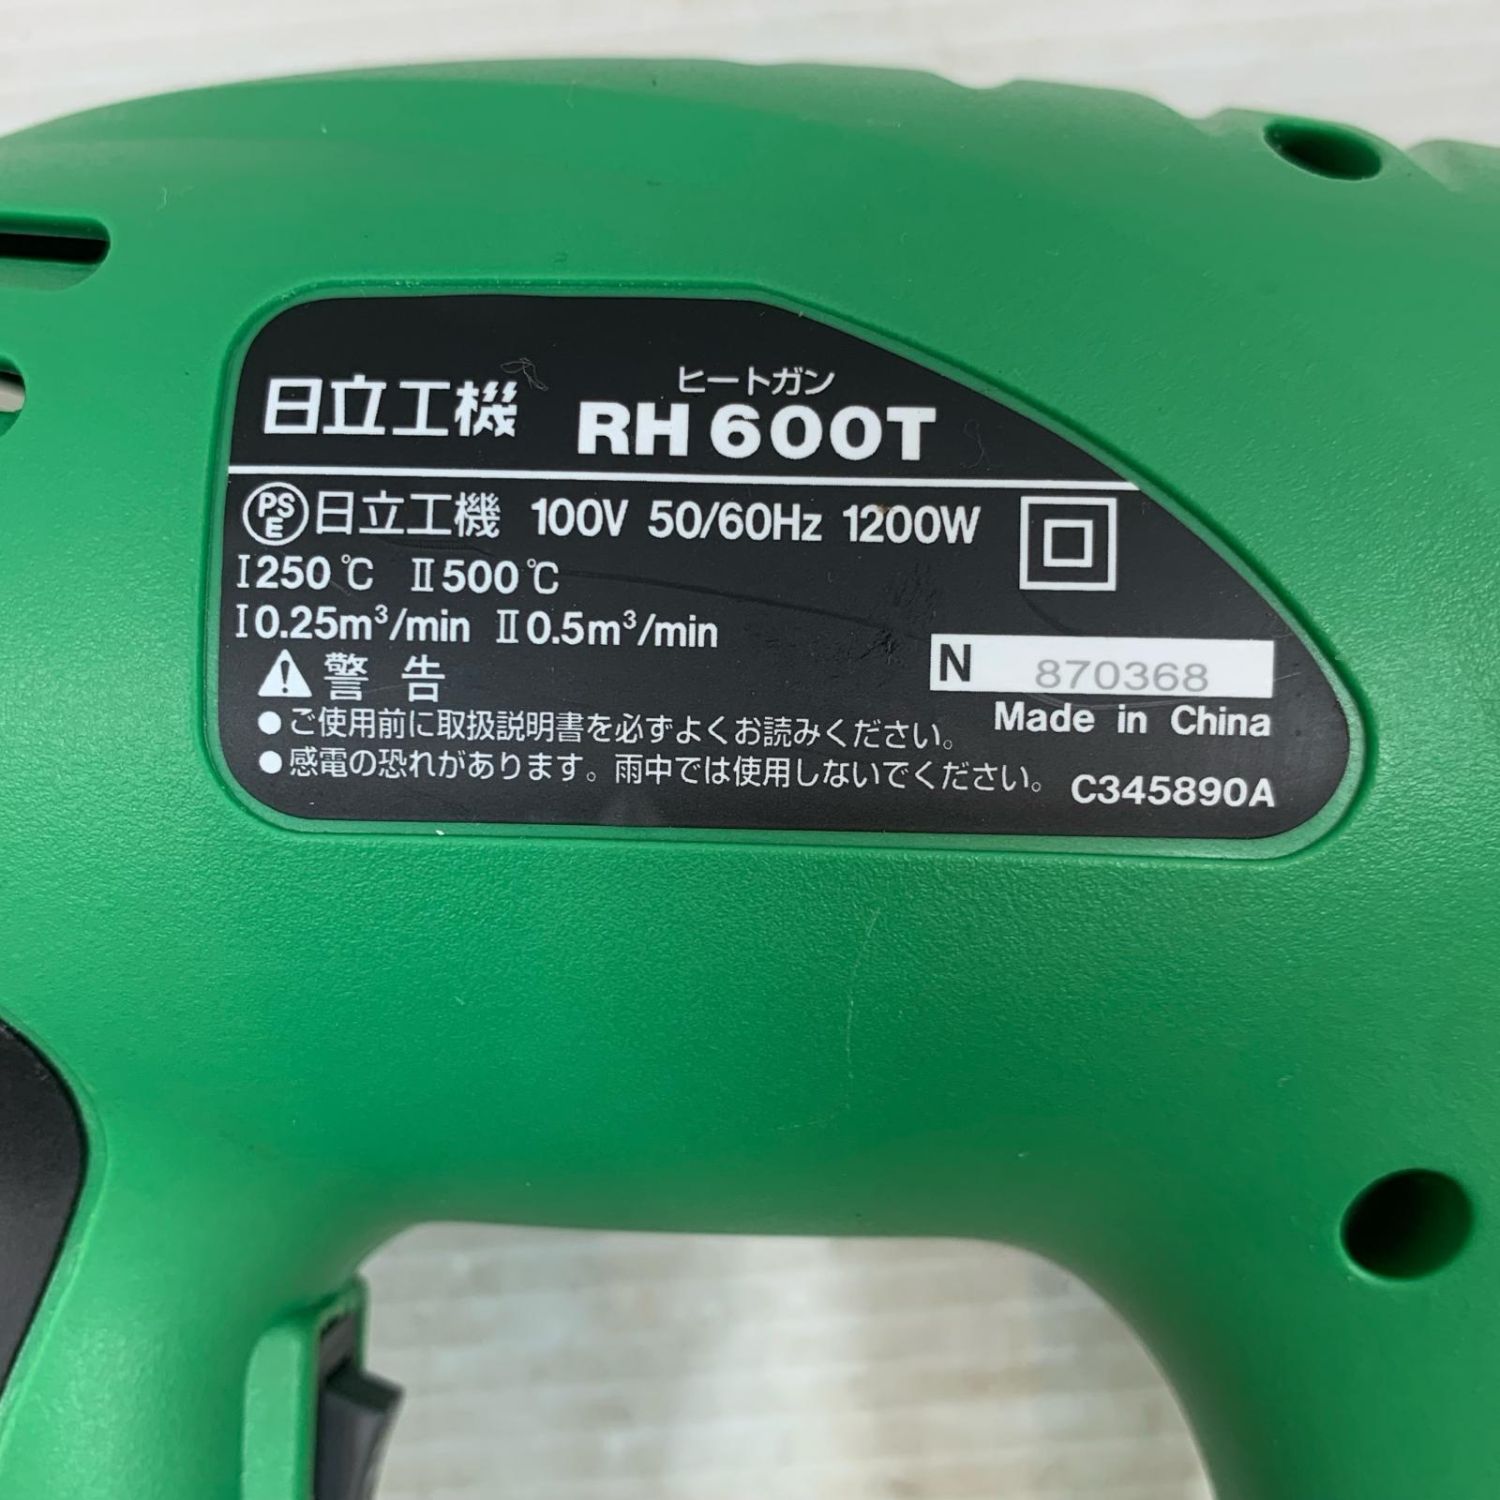 日立工機 ヒートガン RH600T
PSE 日立工機 100V 50/60Hz 1200W
Ⅰ250℃ Ⅱ500℃
Ⅰ0.25m³/min Ⅱ0.5m³/min
N 870368
⚠警告
Made in China
●ご使用前に取扱説明書を必ずよくお読みください。
●感電の恐れがあります。雨中では使用しないでください。
C345890A